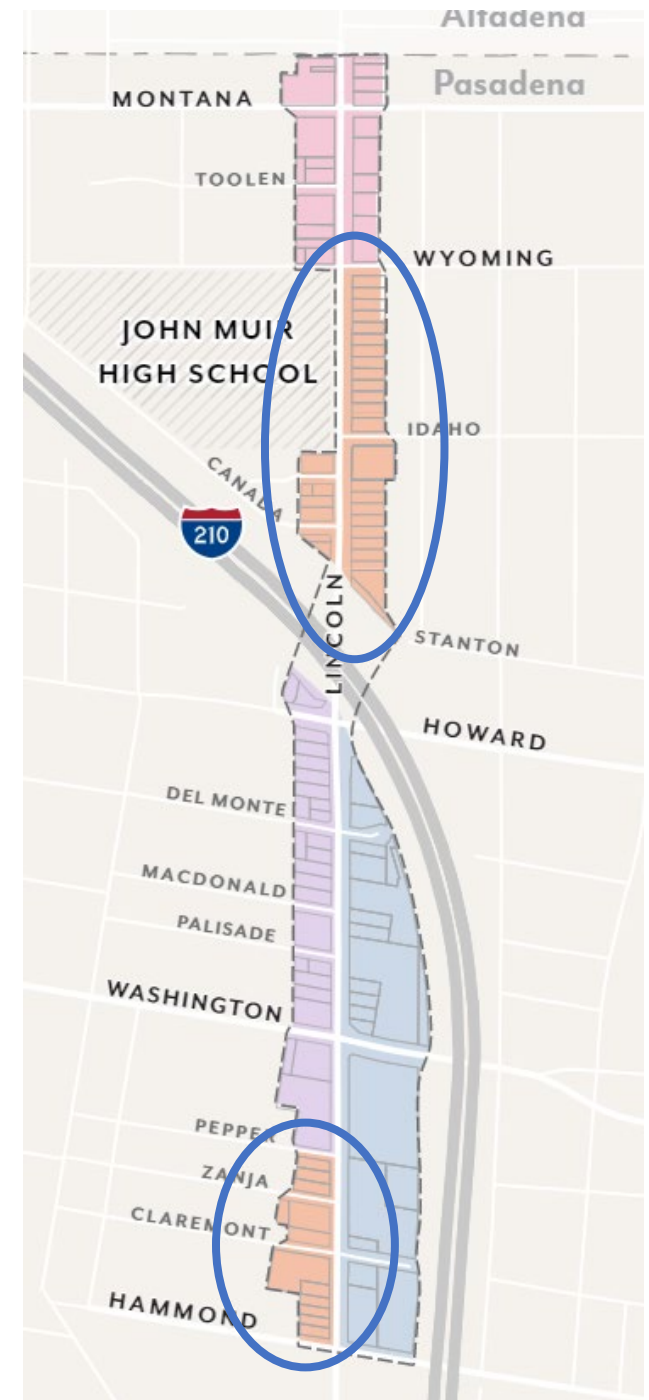 Altadena
Pasadena
MONTANA
TOOLEN
WYOMING
JOHN MUIR
HIGH SCHOOL
IDAHO
CANADA
210
LINCOLN
STANTON
HOWARD
DEL MONTE
MACDONALD
PALISADE
WASHINGTON
PEPPER
ZANJA
CLAREMONT
HAMMOND